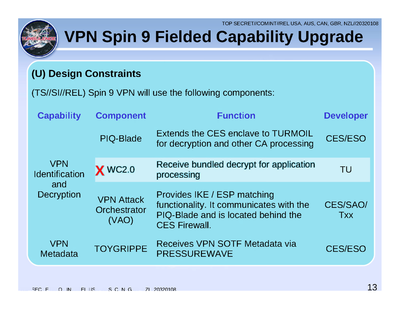 TOP SECRET//COMINT//REL USA, AUS, CAN, GBR, NZL//20320108
VPN Spin 9 Fielded Capability Upgrade
(U) Design Constraints
(TS//SI//REL) Spin 9 VPN will use the following components:
Capability Component Function Developer
VPN Identification and Decryption
PIQ-Blade
Extends the CES enclave to TURMOIL
for decryption and other CA processing
CES/ESO
X WC2.0
Receive bundled decrypt for application
processing
TU
VPN Attack
Orchestrator
(VAO)
Provides IKE / ESP matching
functionality. It communicates with the
PIQ-Blade and is located behind the
CES Firewall.
CES/SAO/
Txx
VPN
Metadata
TOYGRIPPE
Receives VPN SOTF Metadata via
PRESSUREWAVE
CES/ESO
20320108
13